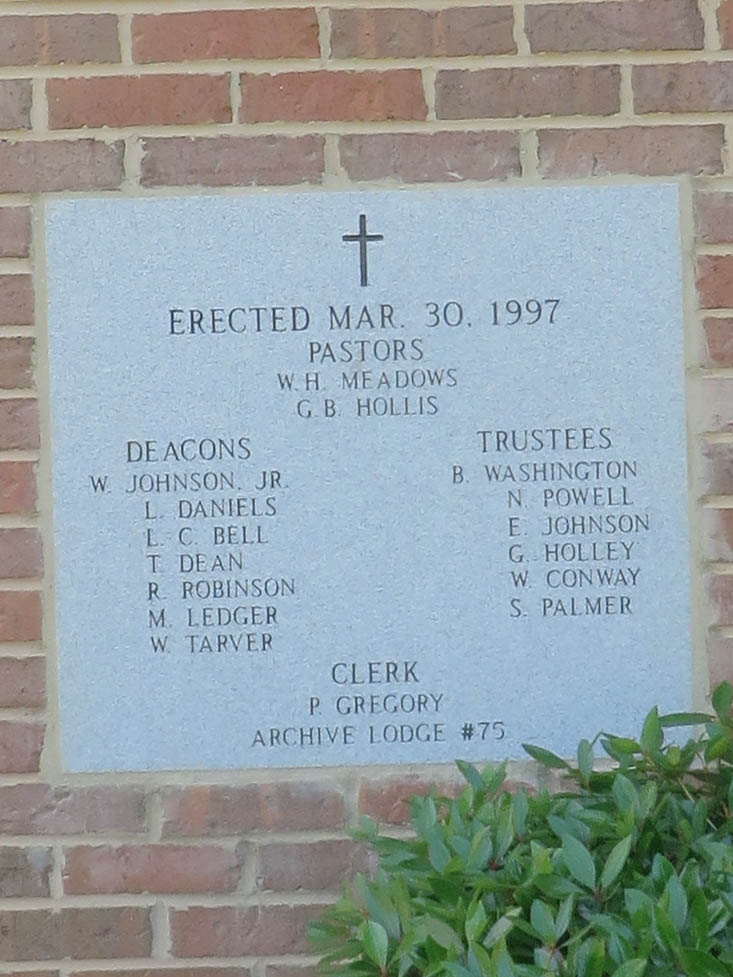 ERECTED MAR. 30, 1997
PASTORS
W. H. MEADOWS
G. B. HOLLIS
DEACONS
W. JOHNSON, JR.
L. DANIELS
L. C. BELL
T. DEAN
R. ROBINSON
M. LEDGER
W. TARVER
TRUSTEES
B. WASHINGTON
N. POWELL
E. JOHNSON
G. HOLLEY
W. CONWAY
S. PALMER
CLERK
P. GREGORY
ARCHIVE LODGE #75